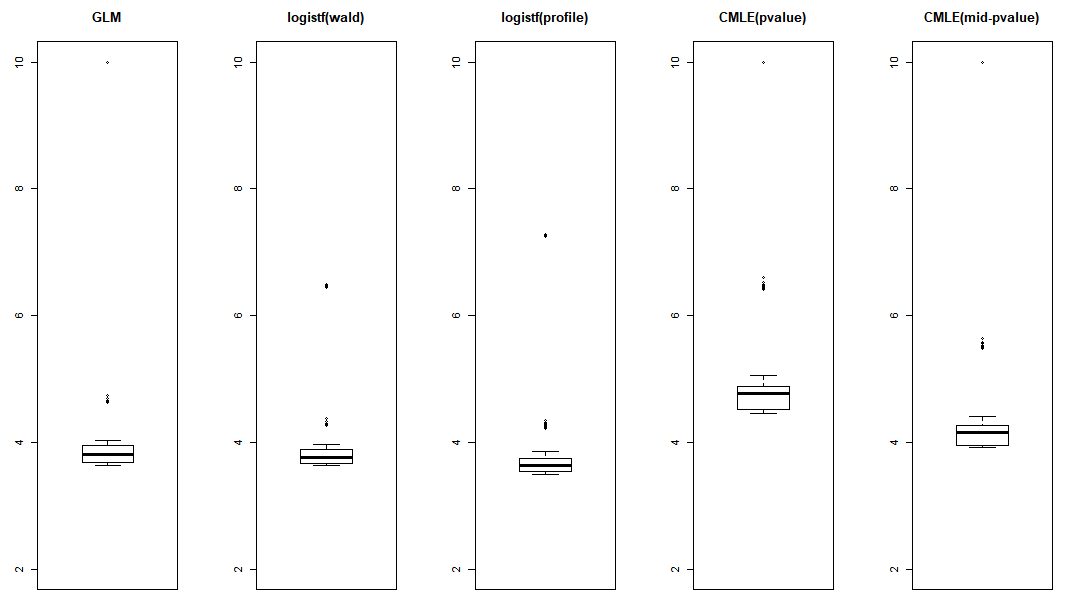 GLM logistf(wald) logistf(profile) CMLE(pvalue) CMLE(mid-pvalue)
10 10 10 10 10
8 8 8 8 8
6 6 6 6 6
4 4 4 4 4
2 2 2 2 2